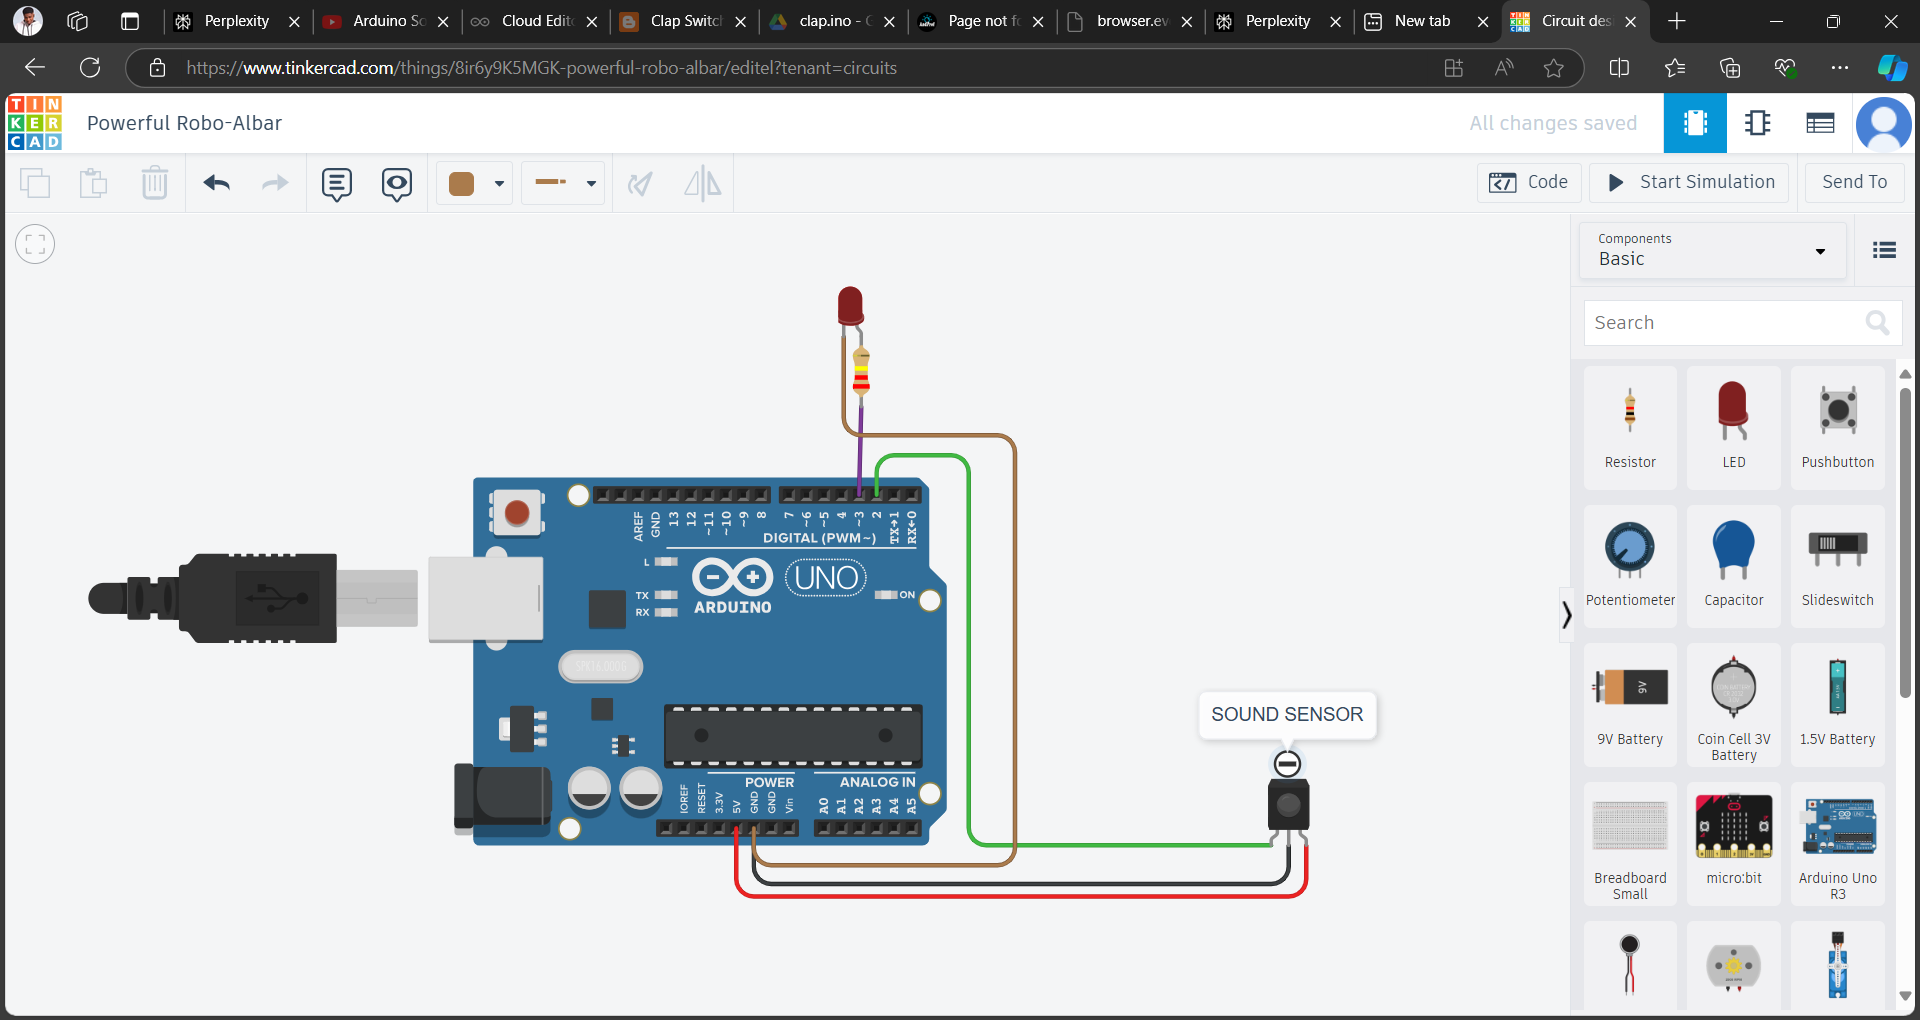 Perplexity
Arduino So
Cloud Edit
Clap Switc
clap.ino - G
Page not f
browser.ev
Perplexity
New tab
Circuit des
https://www.tinkercad.com/things/8ir6y9K5MGK-powerful-robo-albar/editel?tenant=circuits
TIN
KER
CAD
Powerful Robo-Albar
All changes saved
Code
Start Simulation
Send To
Components
Basic
Search
Resistor
LED
Pushbutton
Potentiometer
Capacitor
Slideswitch
9V
9V Battery
Coin Cell 3V
Battery
1.5V Battery
Breadboard
Small
micro:bit
Arduino Uno
R3
AREF
GND
13
12
~11
~10
~9
8
7
~6
~5
4
~3
2
TX→1
RX←0
DIGITAL (PWM~)
L
TX
RX
ARDUINO
UNO
ON
SPK16.000G
POWER
ANALOG IN
IOREF
RESET
3.3V
5V
GND
GND
Vin
A0
A1
A2
A3
A4
A5
SOUND SENSOR